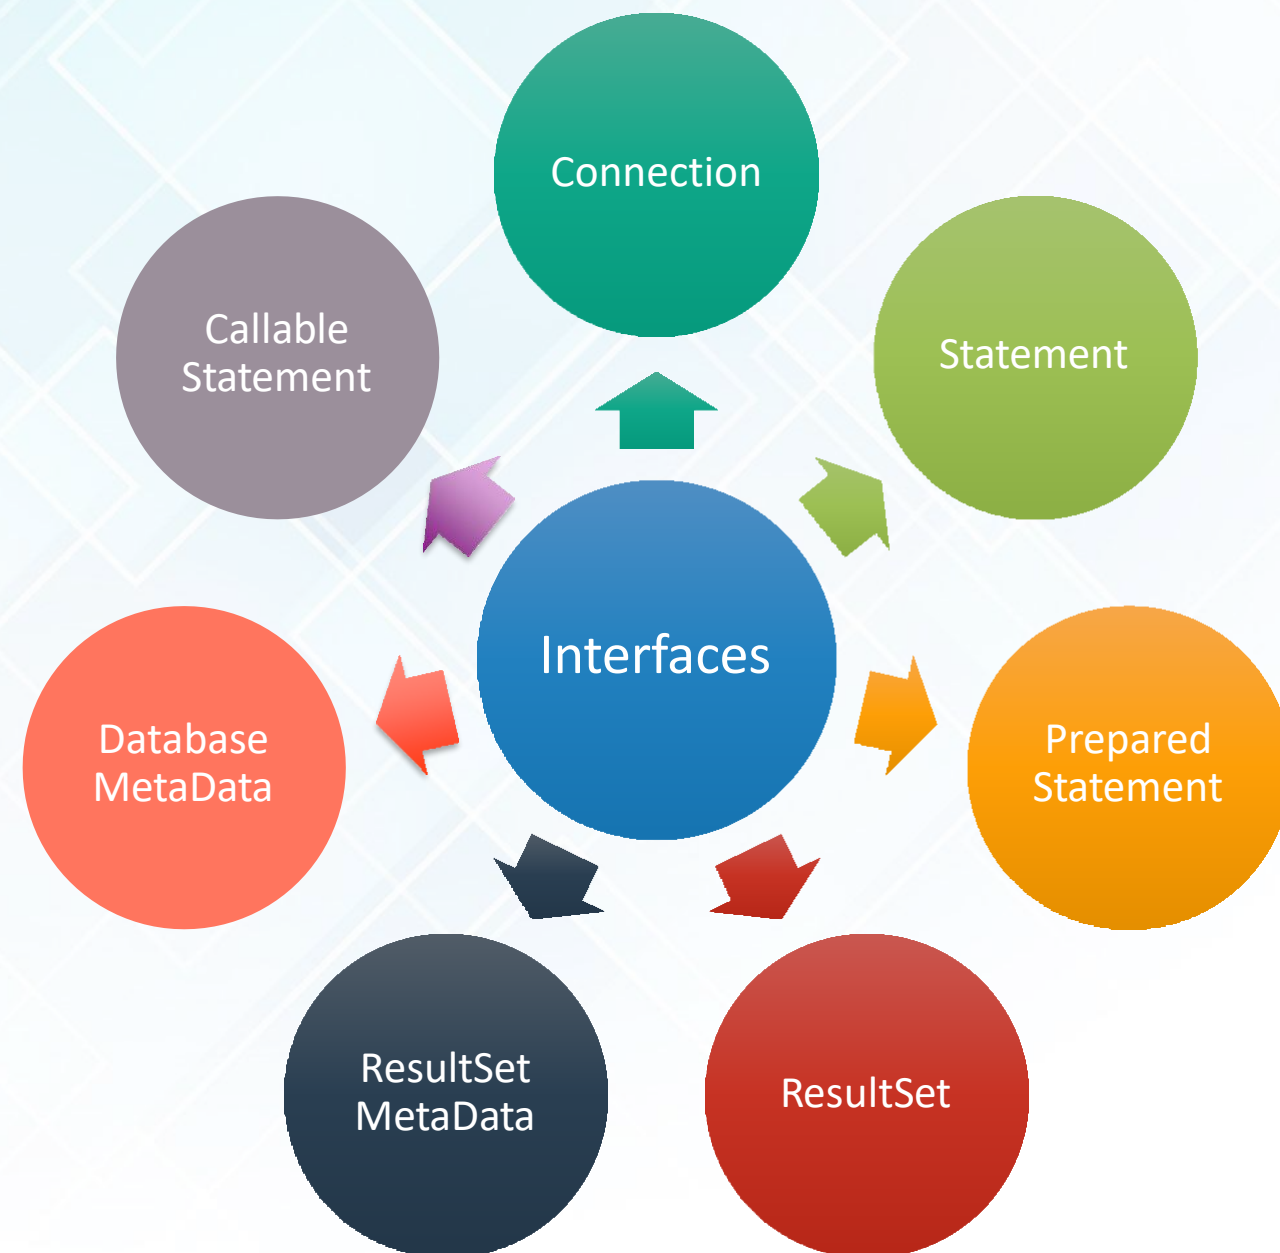 Connection
Statement
Prepared
Statement
ResultSet
ResultSet
MetaData
Database
MetaData
Callable
Statement
Interfaces